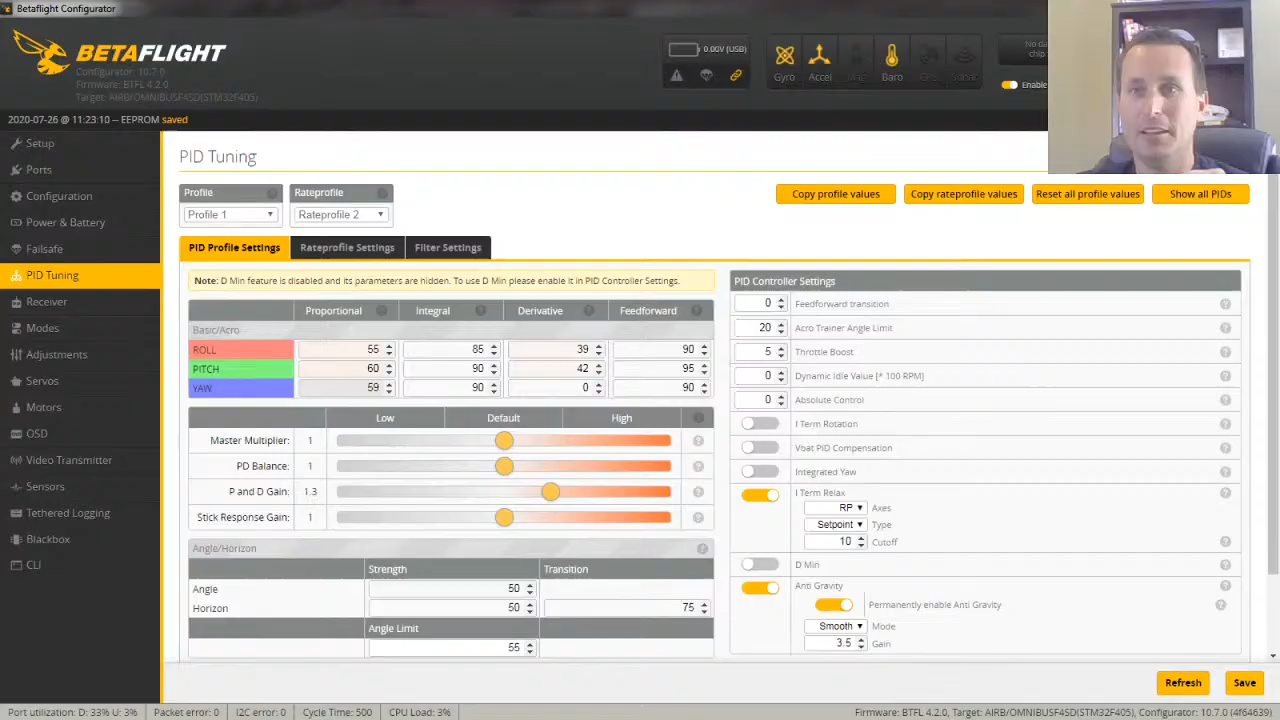 Betaflight Configurator
BETAFLIGHT
Configurator: 10.7.0
Firmware: BTFL 4.2.0
Target: AIRB/OMNIBUSF4SD(STM32F405)
0.00V (USB)
Gyro
Accel
Mag
Baro
GPS
Sonar
No da
chip
Enable
2020-07-26 @ 11:23:10 -- EEPROM saved
Setup
Ports
Configuration
Power & Battery
Failsafe
PID Tuning
Receiver
Modes
Adjustments
Servos
Motors
OSD
Video Transmitter
Sensors
Tethered Logging
Blackbox
CLI
PID Tuning
Profile
Rateprofile
Profile 1
Rateprofile 2
Copy profile values
Copy rateprofile values
Reset all profile values
Show all PIDs
PID Profile Settings
Rateprofile Settings
Filter Settings
Note: D Min feature is disabled and its parameters are hidden. To use D Min please enable it in PID Controller Settings.
Proportional Integral Derivative Feedforward
Basic/Acro
ROLL 55 85 39 90
PITCH 60 90 42 95
YAW 59 90 0 90
Low Default High
Master Multiplier: 1
PD Balance: 1
P and D Gain: 1.3
Stick Response Gain: 1
Angle/Horizon
Strength Transition
Angle 50
Horizon 50 75
Angle Limit
55
PID Controller Settings
0 Feedforward transition
20 Acro Trainer Angle Limit
5 Throttle Boost
0 Dynamic Idle Value [* 100 RPM]
0 Absolute Control
I Term Rotation
Vbat PID Compensation
Integrated Yaw
I Term Relax
RP Axes
Setpoint Type
10 Cutoff
D Min
Anti Gravity
Permanently enable Anti Gravity
Smooth Mode
3.5 Gain
Refresh
Save
Port utilization: D: 33% U: 3%
Packet error: 0
I2C error: 0
Cycle Time: 500
CPU Load: 3%
Firmware: BTFL 4.2.0, Target: AIRB/OMNIBUSF4SD(STM32F405), Configurator: 10.7.0 (4f64639)